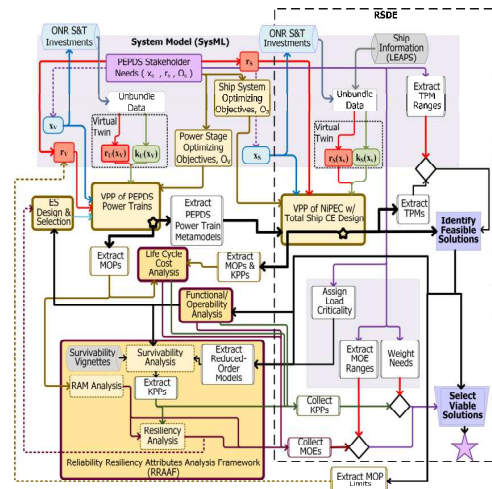 RSDE
ONR S&T
Investments
System Model (SysML)
ONR S&T
Investments
Ship
Information
(LEAPS)
PEPDS Stakeholder
Needs
Ship System
Optimizing
Objectives, Os
Extract
TPM
Ranges
Unbundle
Data
Unbundle
Data
Virtual
Twin
Power Stage
Optimizing
Objectives,
Virtual
Twin
ES
Design &
Selection
VPP of PEPDS
Power Trains
VPP of NiPEC w/
Total Ship CE Design
Extract
TPMs
Extract
PEPDS
Power Train
Metamodels
Identify
Feasible
Solutions
Extract
MOPs
Life Cycle
Cost
Analysis
Extract
MOPs &
KPPs
Functional/
Operability
Analysis
Assign
Load
Criticality
Survivability
Vignettes
Survivability
Analysis
Extract
Reduced-
Order
Models
Extract
MOE
Ranges
Weight
Needs
RAM Analysis
Extract
KPPs
Select
Viable
Solutions
Collect
KPPs
Resiliency
Analysis
Collect
MOEs
Reliability Resiliency Attributes Analysis Framework
(RRAAF)
Extract MOP
Limits